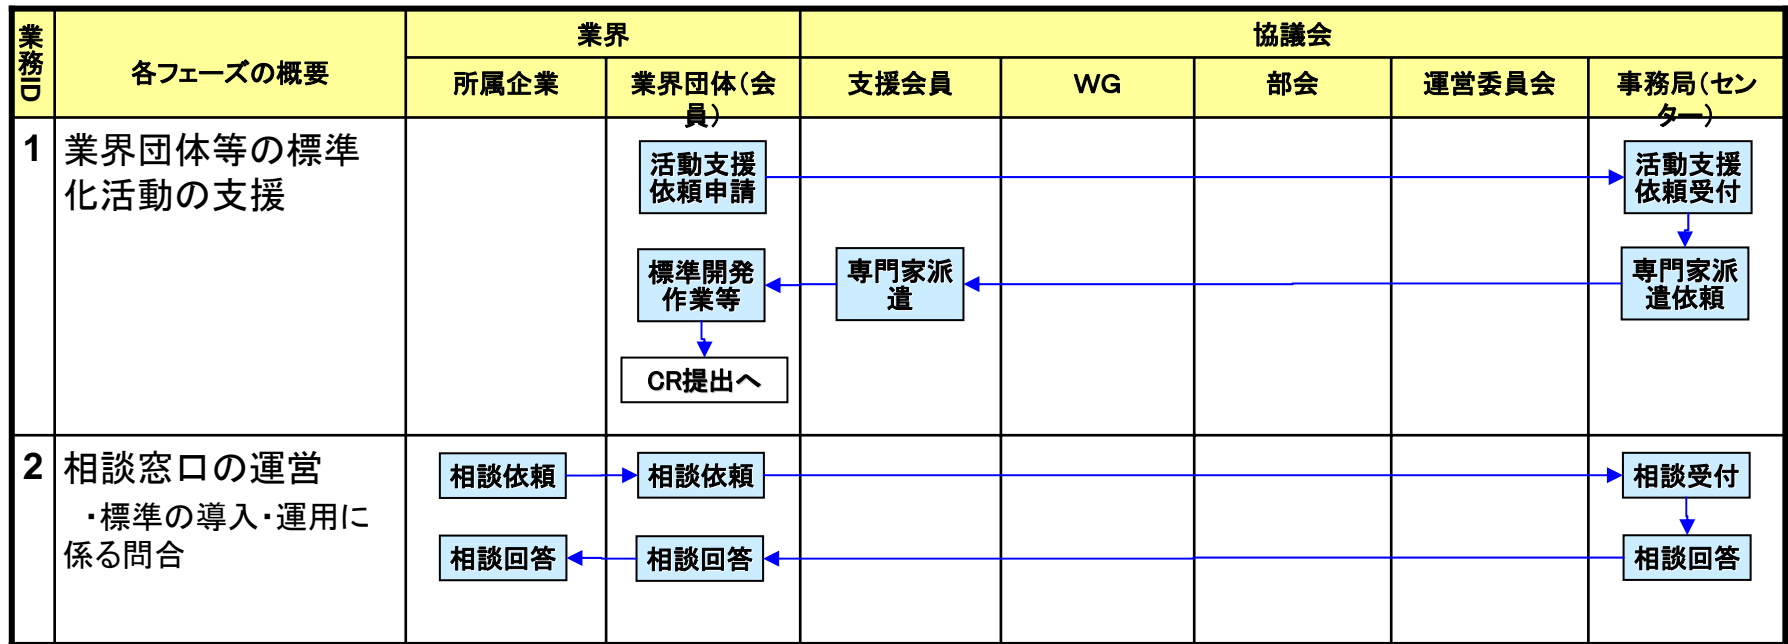 業務ID
各フェーズの概要
業界
協議会
所属企業
業界団体(会
員)
支援会員
WG
部会
運営委員会
事務局(セン
ター)
1
業界団体等の標準
化活動の支援
活動支援
依頼申請
活動支援
依頼受付
標準開発
作業等
専門家派
遣
専門家派
遣依頼
CR提出へ
2
相談窓口の運営
・標準の導入・運用に
係る問合
相談依頼
相談依頼
相談受付
相談回答
相談回答
相談回答